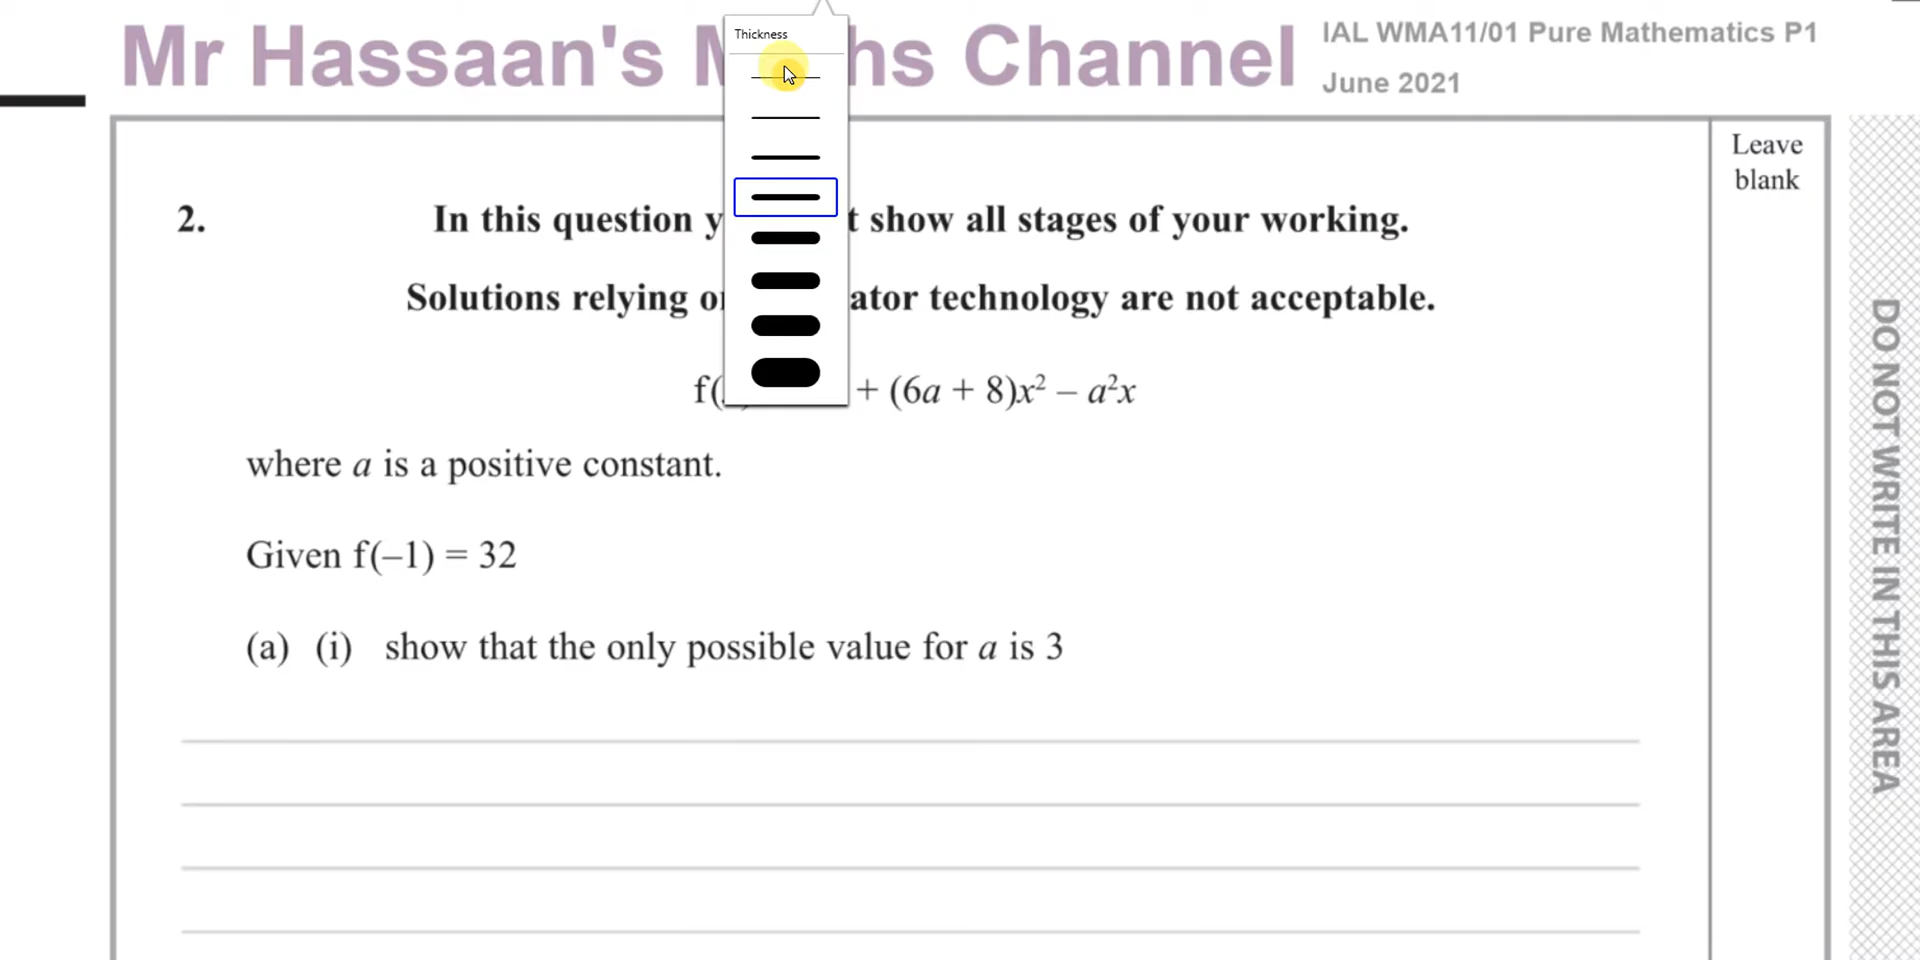 Mr Hassaan's M hs Channel
IAL WMA11/01 Pure Mathematics P1
June 2021
Thickness
Leave
blank
2. In this question y t show all stages of your working.
Solutions relying ator technology are not acceptable.
f( + (6a + 8)x² – a²x
where a is a positive constant.
Given f(–1) = 32
(a) (i) show that the only possible value for a is 3
DO NOT WRITE IN THIS AREA